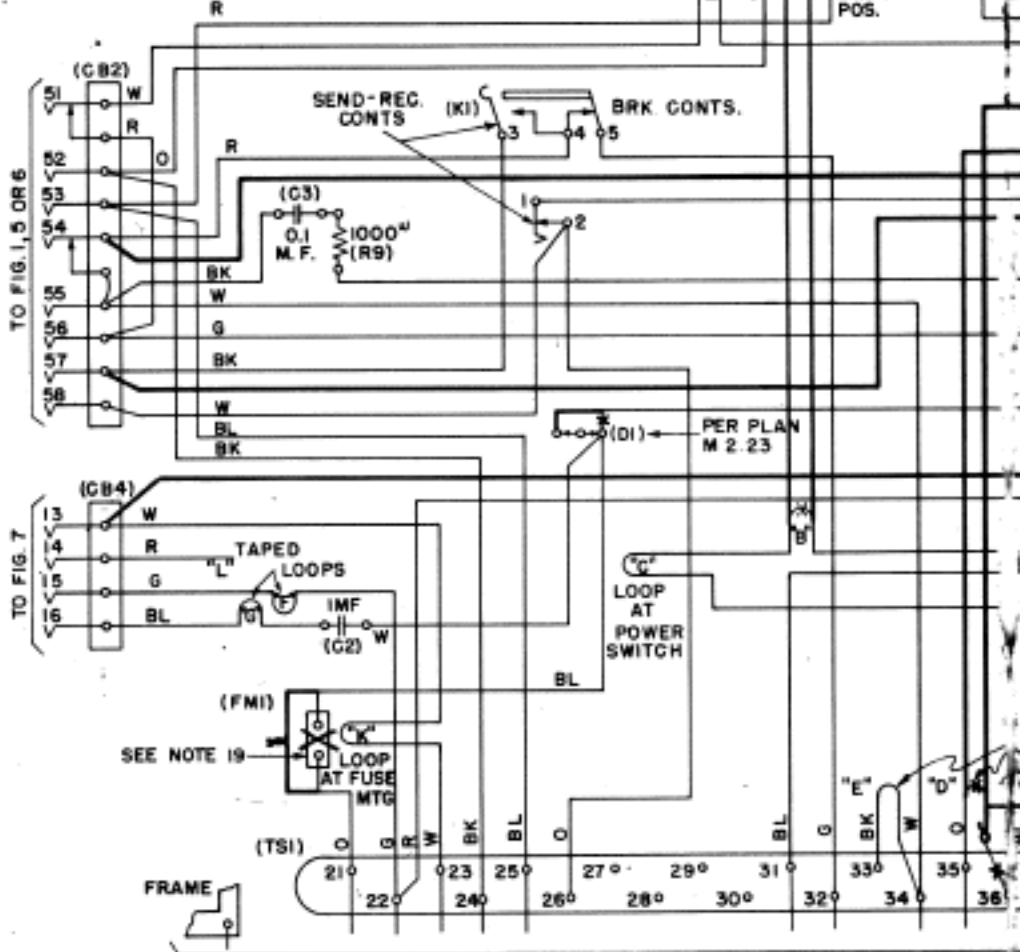 R
POS.
(CB2)
51
W
R
52
O
53
R
54
55
56
57
58
TO FIG. 1, 5 OR 6
SEND-REC.
CONTS
(K1)
3
4
5
BRK CONTS.
1
2
(C3)
0.1
M. F.
1000ω
(R9)
BK
W
G
BK
W
BL
BK
(D1)
PER PLAN
M 2.23
(CB4)
13
W
14
R
"L"
TAPED
LOOPS
15
G
F
16
BL
G
1MF
(C2)
W
TO FIG. 7
B
"C"
LOOP
AT
POWER
SWITCH
BL
(FM1)
"K"
SEE NOTE 19
LOOP
AT FUSE
MTG
"E"
"D"
O
G
R
W
BK
BL
O
BL
G
BK
W
O
(TS1)
21
22
23
24
25
26
27
28
29
30
31
32
33
34
35
36
FRAME